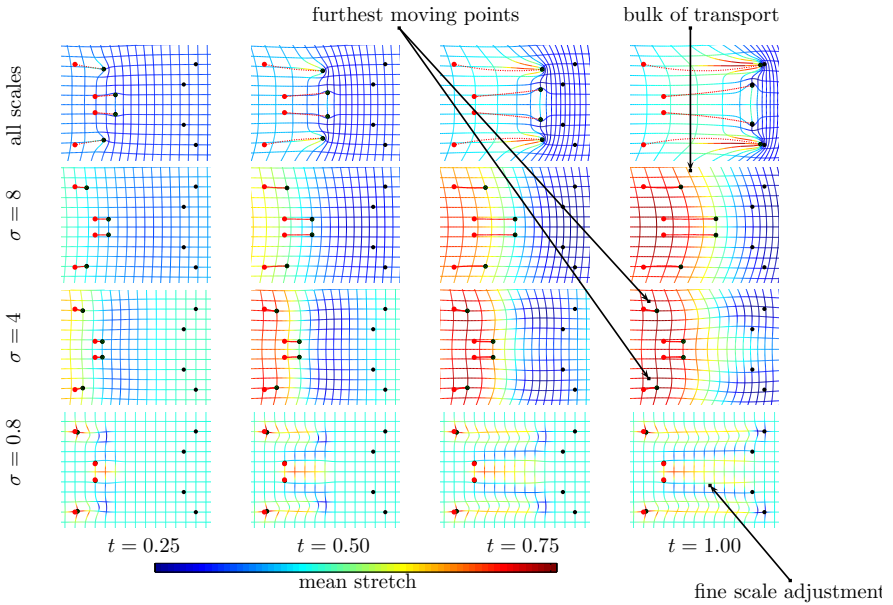 furthest moving points
bulk of transport
all scales
σ = 8
σ = 4
σ = 0.8
t = 0.25
t = 0.50
t = 0.75
t = 1.00
mean stretch
fine scale adjustment